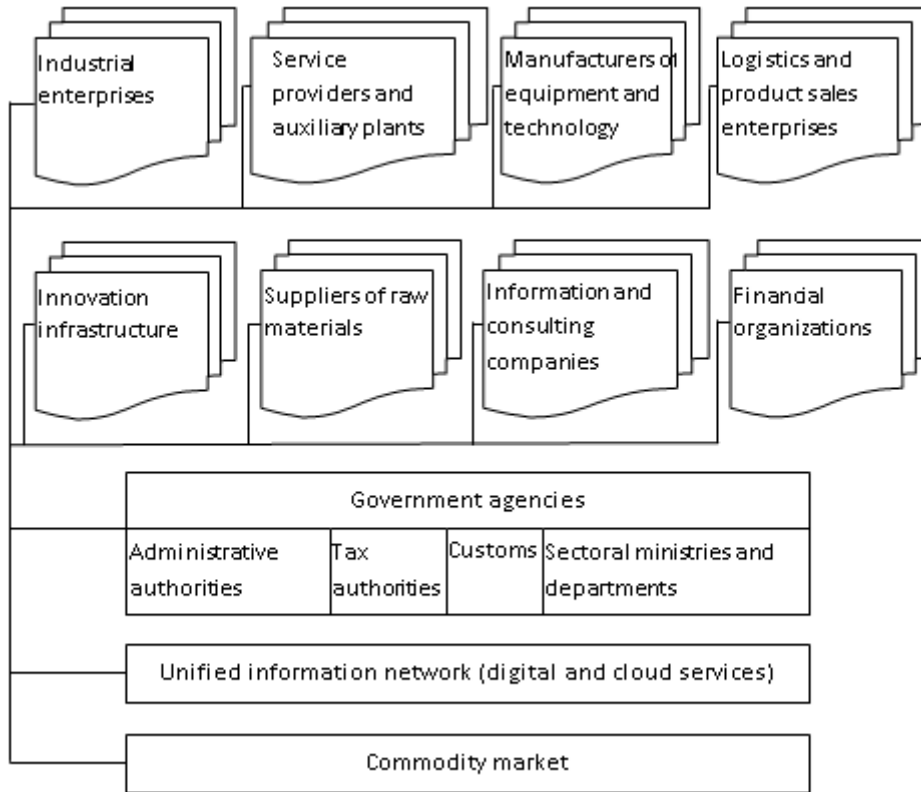 Industrial
enterprises
Service
providers and
auxiliary plants
Manufacturers of
equipment and
technology
Logistics and
product sales
enterprises
Innovation
infrastructure
Suppliers of raw
materials
Information and
consulting
companies
Financial
organizations
Government agencies
Administrative
authorities
Tax
authorities
Customs
Sectoral ministries and
departments
Unified information network (digital and cloud services)
Commodity market